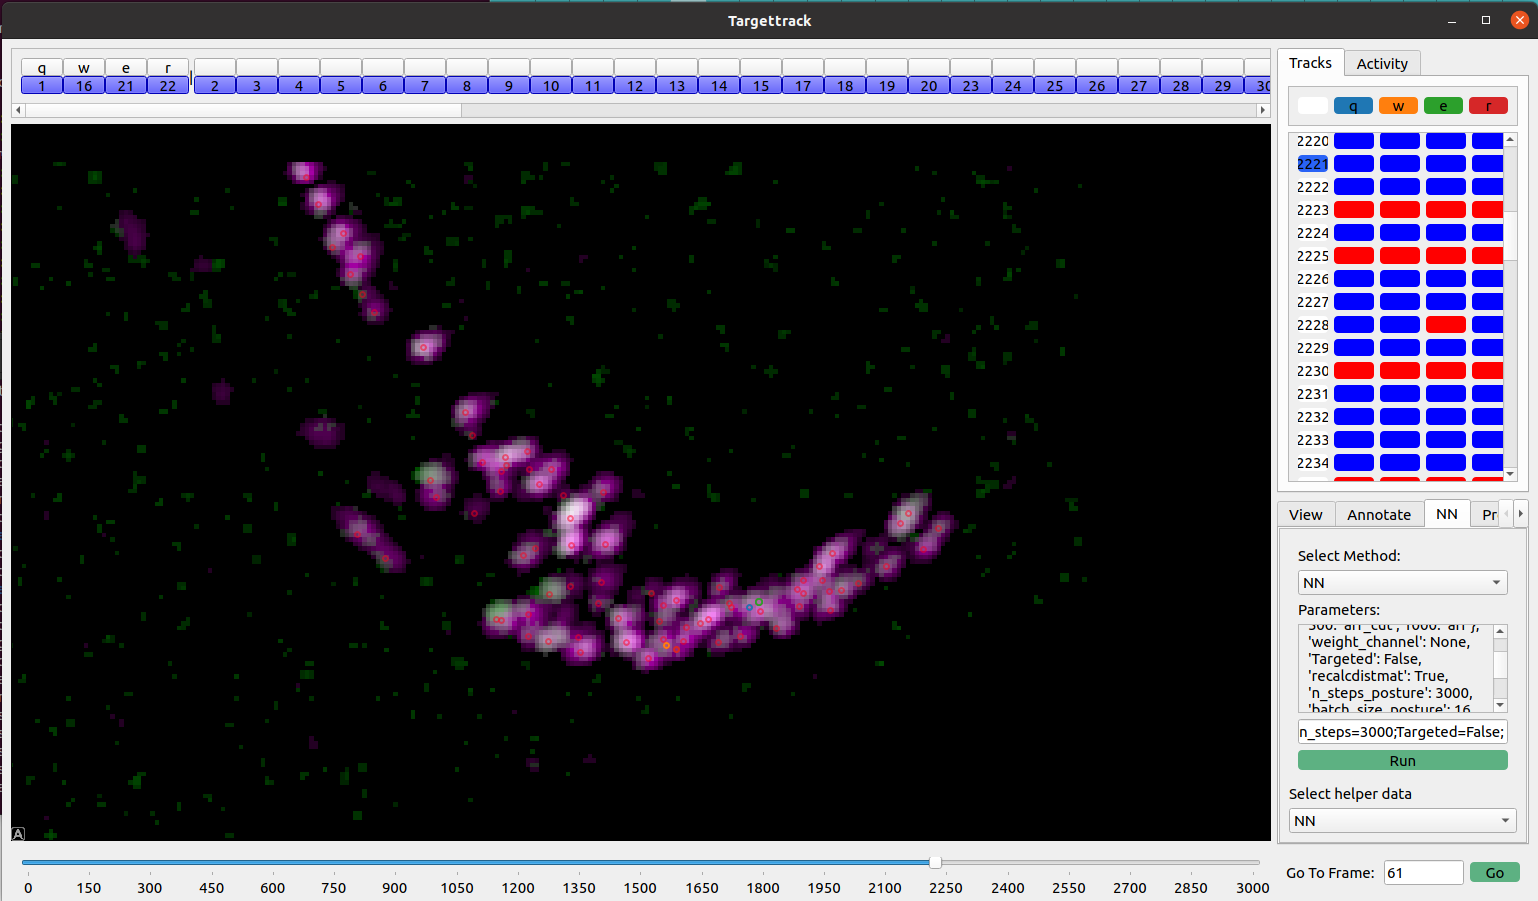 Targettrack
q w e r
1 16 21 22 2 3 4 5 6 7 8 9 10 11 12 13 14 15 17 18 19 20 23 24 25 26 27 28 29 30
Tracks Activity
q w e r
2220
2221
2222
2223
2224
2225
2226
2227
2228
2229
2230
2231
2232
2233
2234
View Annotate NN Pr
Select Method:
NN
Parameters:
300: 'aff_cut', 1000: 'aff'},
'weight_channel': None,
'Targeted': False,
'recalcdistmat': True,
'n_steps_posture': 3000,
'batch_size_posture': 16,
n_steps=3000;Targeted=False;
Run
Select helper data
NN
A
0 150 300 450 600 750 900 1050 1200 1350 1500 1650 1800 1950 2100 2250 2400 2550 2700 2850 3000
Go To Frame: 61 Go